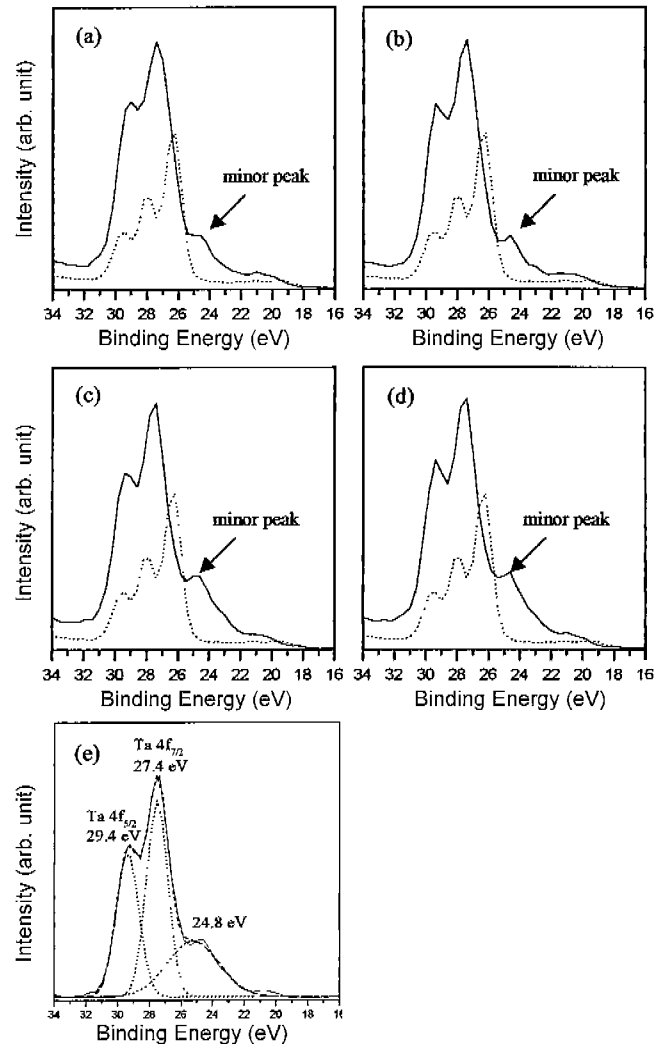 (a)
minor peak
Intensity (arb. unit)
34 32 30 28 26 24 22 20 18 16
Binding Energy (eV)
(b)
minor peak
34 32 30 28 26 24 22 20 18 16
Binding Energy (eV)
(c)
minor peak
Intensity (arb. unit)
34 32 30 28 26 24 22 20 18 16
Binding Energy (eV)
(d)
minor peak
34 32 30 28 26 24 22 20 18 16
Binding Energy (eV)
(e)
Ta 4f7/2
27.4 eV
Ta 4f5/2
29.4 eV
24.8 eV
Intensity (arb. unit)
34 32 30 28 26 24 22 20 18 16
Binding Energy (eV)